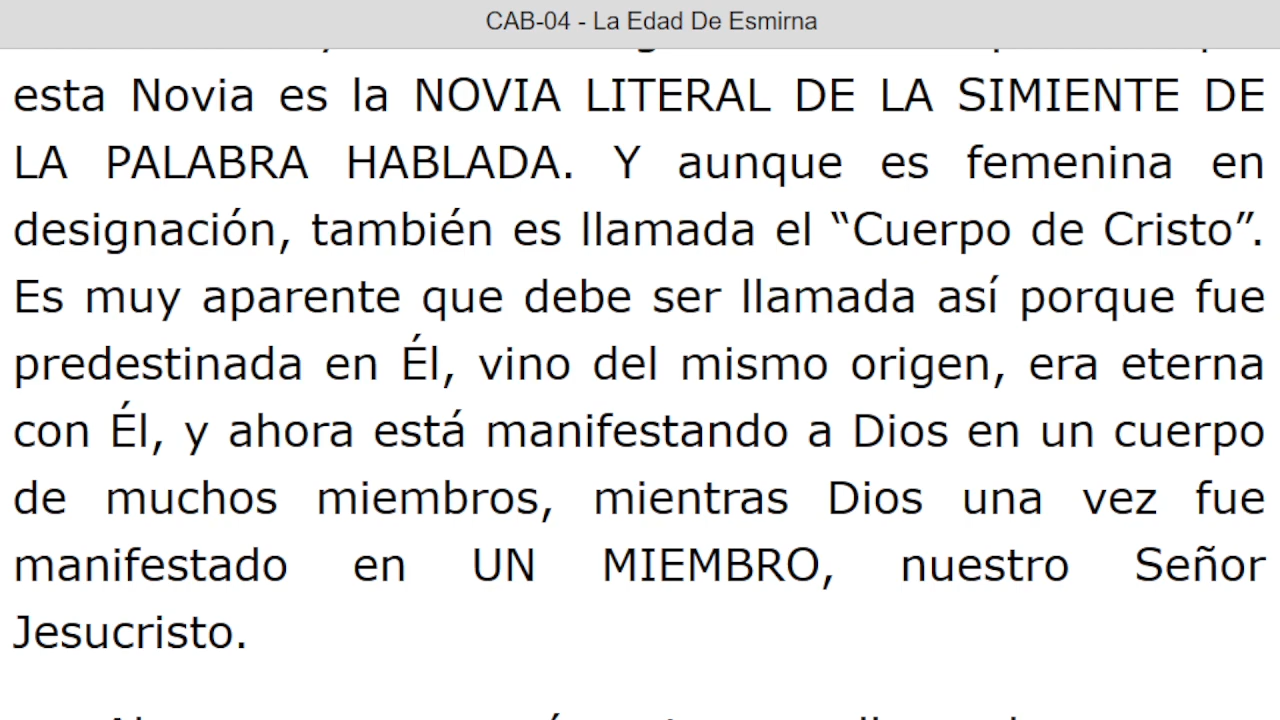 CAB-04 - La Edad De Esmirna
esta Novia es la NOVIA LITERAL DE LA SIMIENTE DE
LA PALABRA HABLADA. Y aunque es femenina en
designación, también es llamada el “Cuerpo de Cristo”.
Es muy aparente que debe ser llamada así porque fue
predestinada en Él, vino del mismo origen, era eterna
con Él, y ahora está manifestando a Dios en un cuerpo
de muchos miembros, mientras Dios una vez fue
manifestado en UN MIEMBRO, nuestro Señor
Jesucristo.